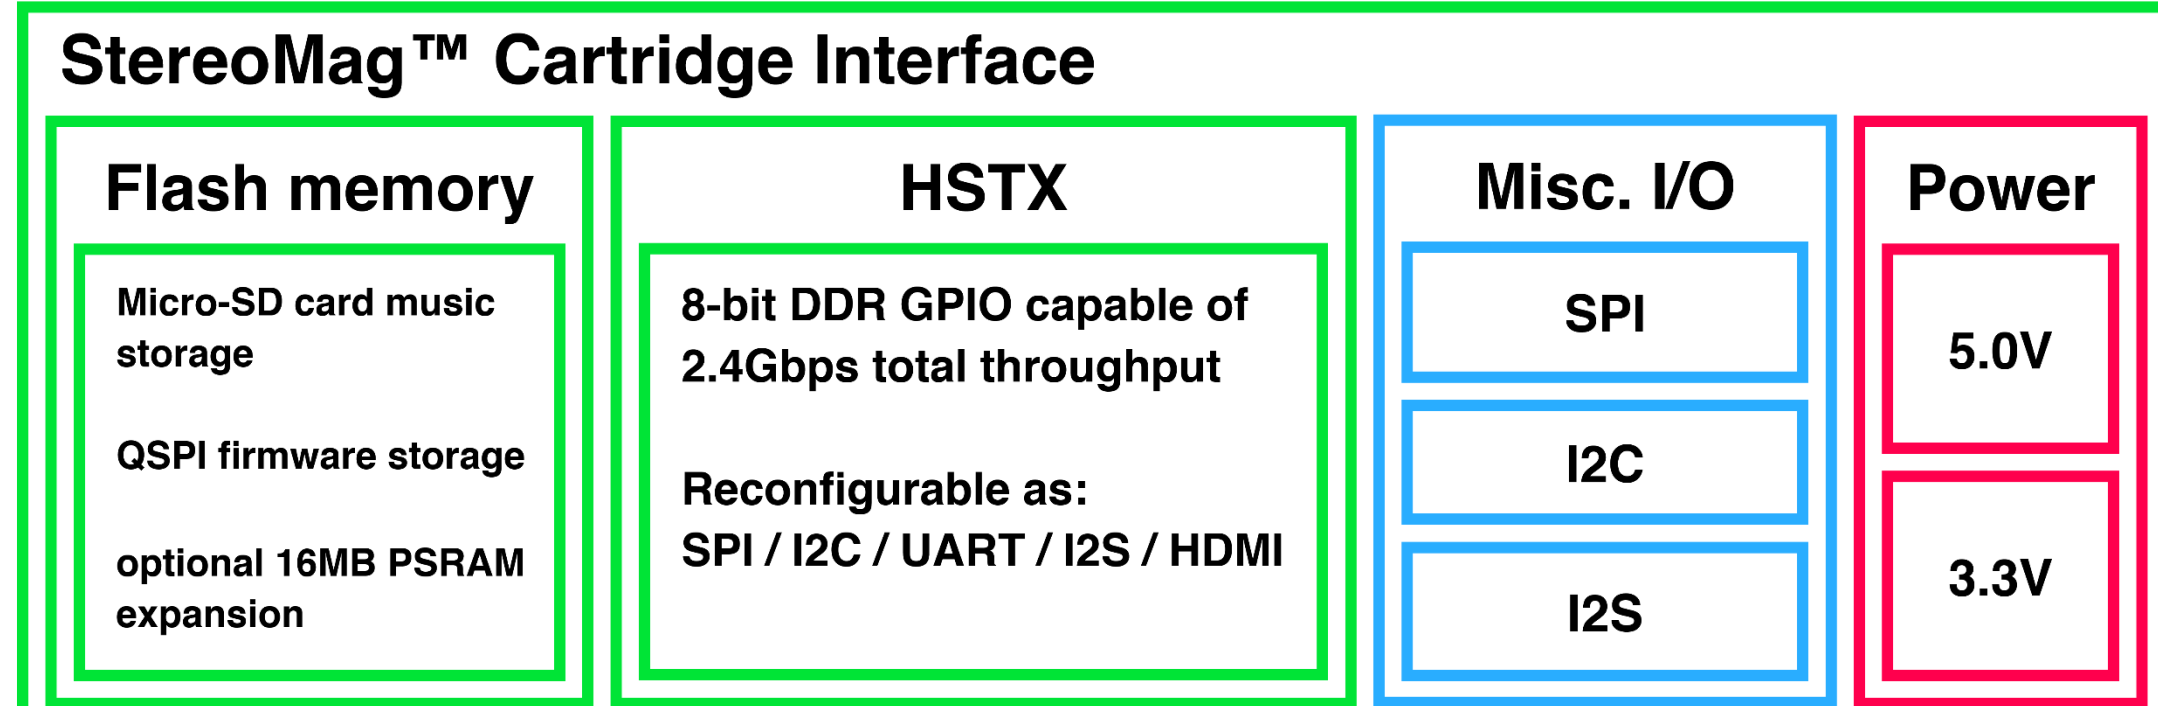 StereoMag™ Cartridge Interface
Flash memory
Micro-SD card music
storage
QSPI firmware storage
optional 16MB PSRAM
expansion
HSTX
8-bit DDR GPIO capable of
2.4Gbps total throughput
Reconfigurable as:
SPI / I2C / UART / I2S / HDMI
Misc. I/O
SPI
I2C
I2S
Power
5.0V
3.3V